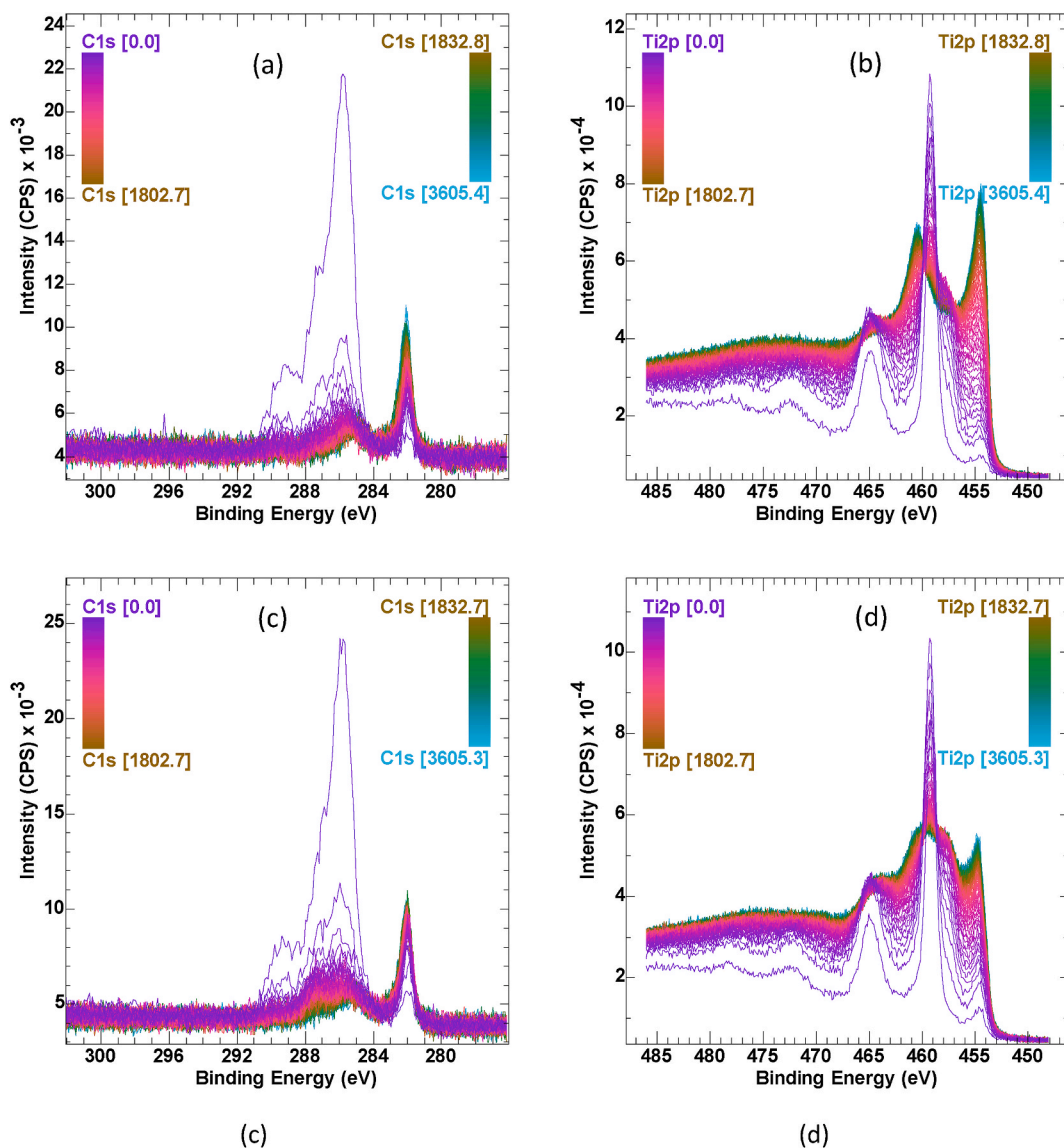 24
22
20
18
16
14
12
10
8
6
4
Intensity (CPS) x 10⁻³
C1s [0.0]
C1s [1802.7]
(a)
C1s [1832.8]
C1s [3605.4]
300 296 292 288 284 280
Binding Energy (eV)
12
10
8
6
4
2
Intensity (CPS) x 10⁻⁴
Ti2p [0.0]
Ti2p [1802.7]
(b)
Ti2p [1832.8]
Ti2p [3605.4]
485 480 475 470 465 460 455 450
Binding Energy (eV)
25
20
15
10
5
Intensity (CPS) x 10⁻³
C1s [0.0]
C1s [1802.7]
(c)
C1s [1832.7]
C1s [3605.3]
300 296 292 288 284 280
Binding Energy (eV)
10
8
6
4
2
Intensity (CPS) x 10⁻⁴
Ti2p [0.0]
Ti2p [1802.7]
(d)
Ti2p [1832.7]
Ti2p [3605.3]
485 480 475 470 465 460 455 450
Binding Energy (eV)
(c)
(d)